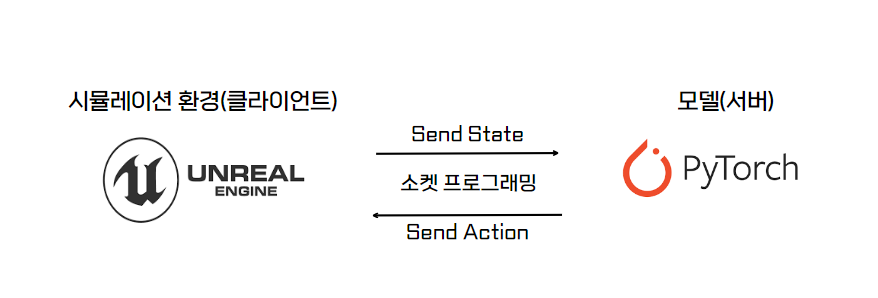 시뮬레이션 환경(클라이언트)
모델(서버)
Send State
UNREAL
ENGINE
소켓 프로그래밍
PyTorch
Send Action